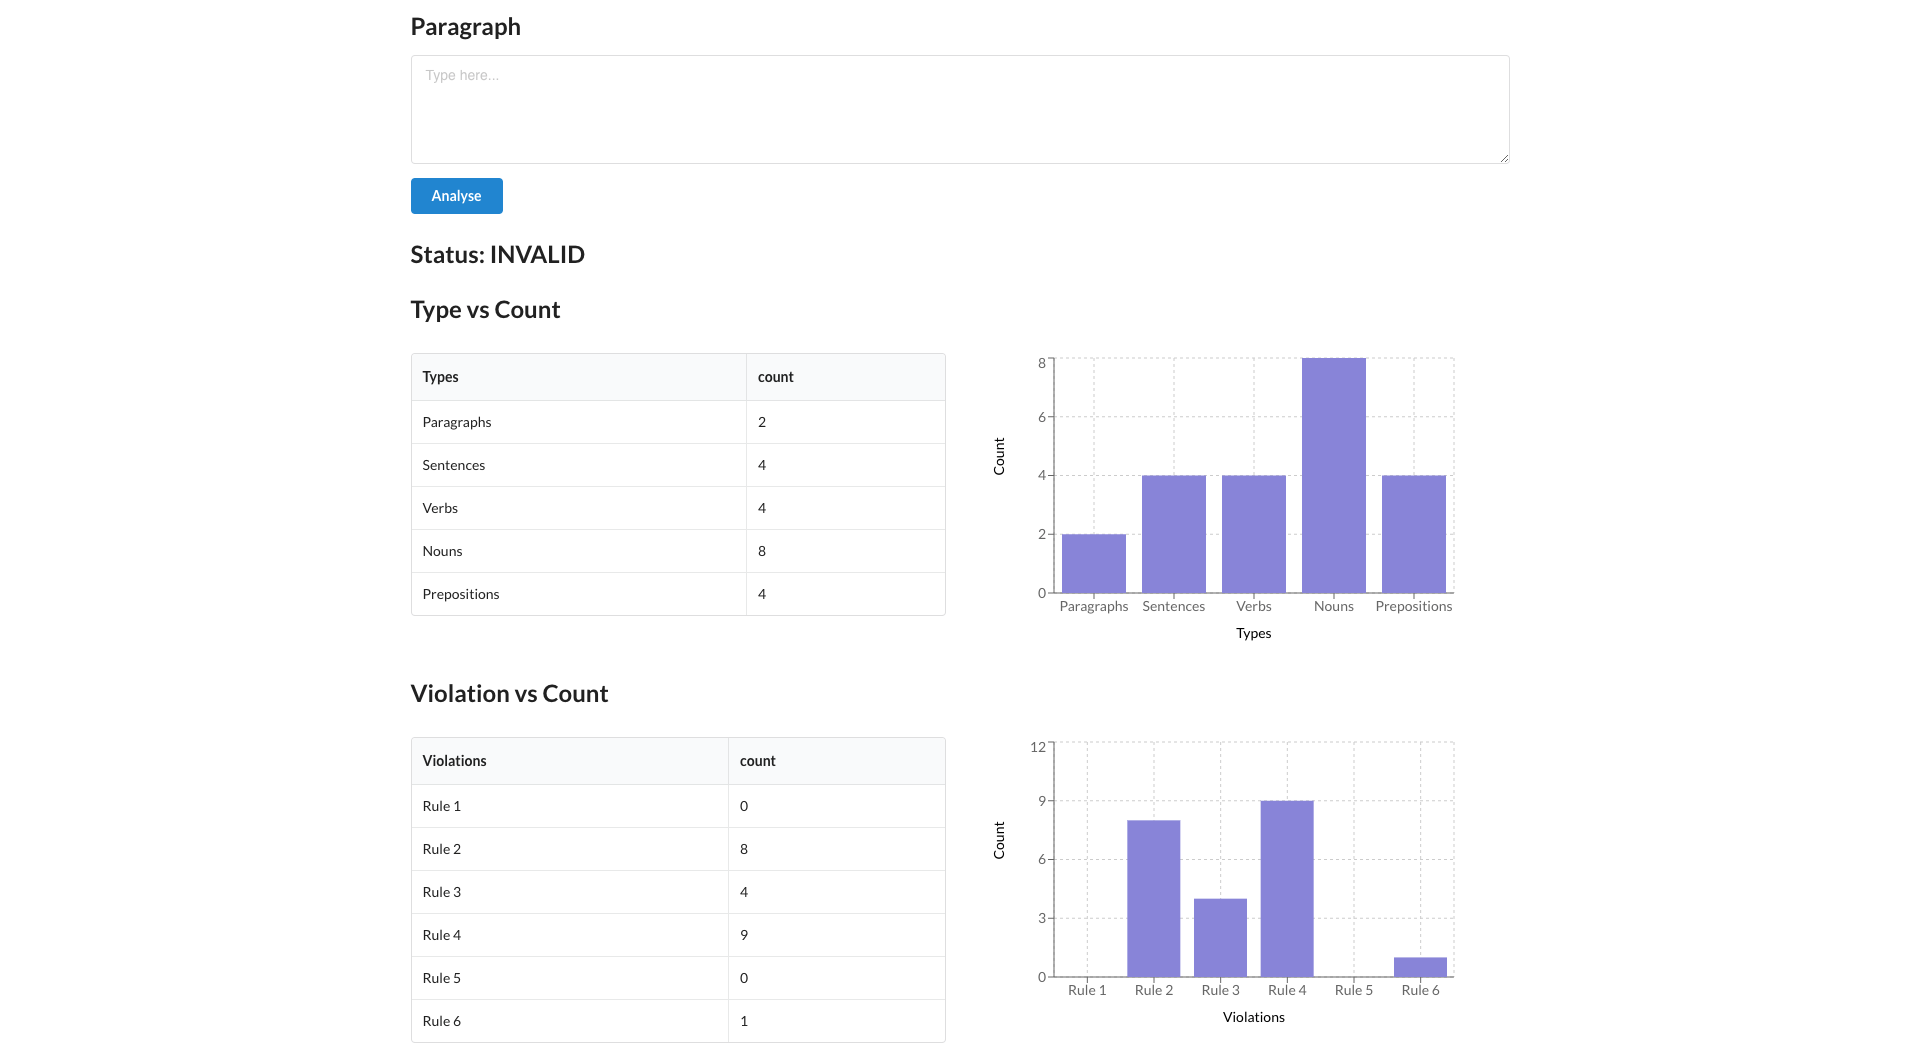 Paragraph
Type here...
Analyse
Status: INVALID
Type vs Count
Types count
Paragraphs 2
Sentences 4
Verbs 4
Nouns 8
Prepositions 4
8
6
4
2
0
Count
Paragraphs Sentences Verbs Nouns Prepositions
Types
Violation vs Count
Violations count
Rule 1 0
Rule 2 8
Rule 3 4
Rule 4 9
Rule 5 0
Rule 6 1
12
9
6
3
0
Count
Rule 1 Rule 2 Rule 3 Rule 4 Rule 5 Rule 6
Violations